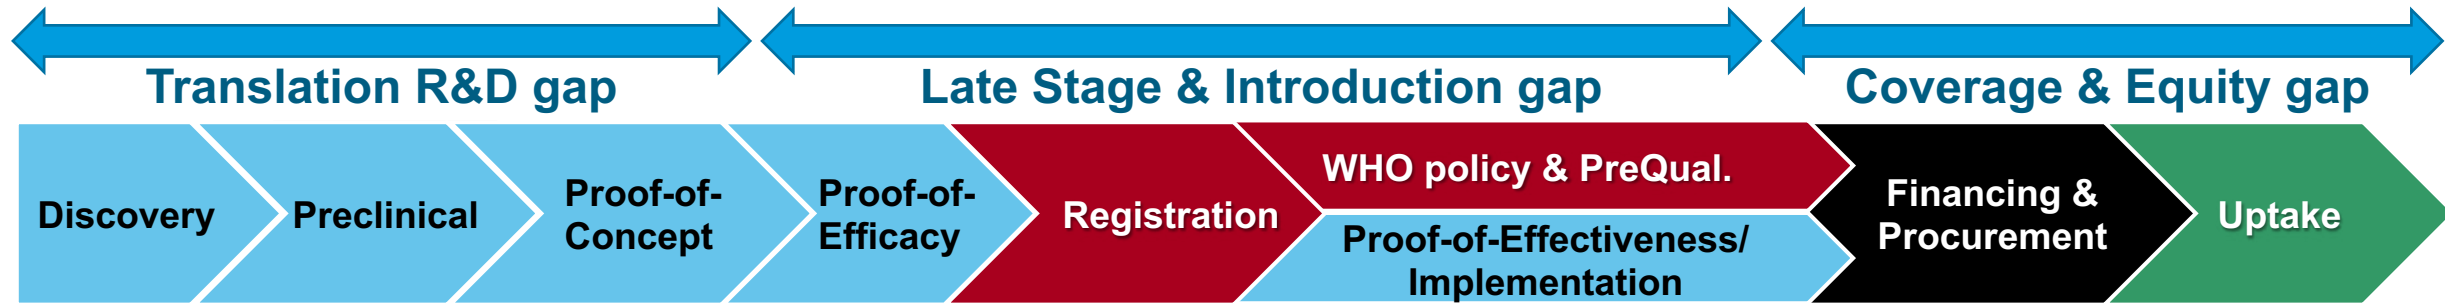 Translation R&D gap
Late Stage & Introduction gap
Coverage & Equity gap
Discovery
Preclinical
Proof-of-
Concept
Proof-of-
Efficacy
Registration
WHO policy & PreQual.
Proof-of-Effectiveness/
Implementation
Financing &
Procurement
Uptake